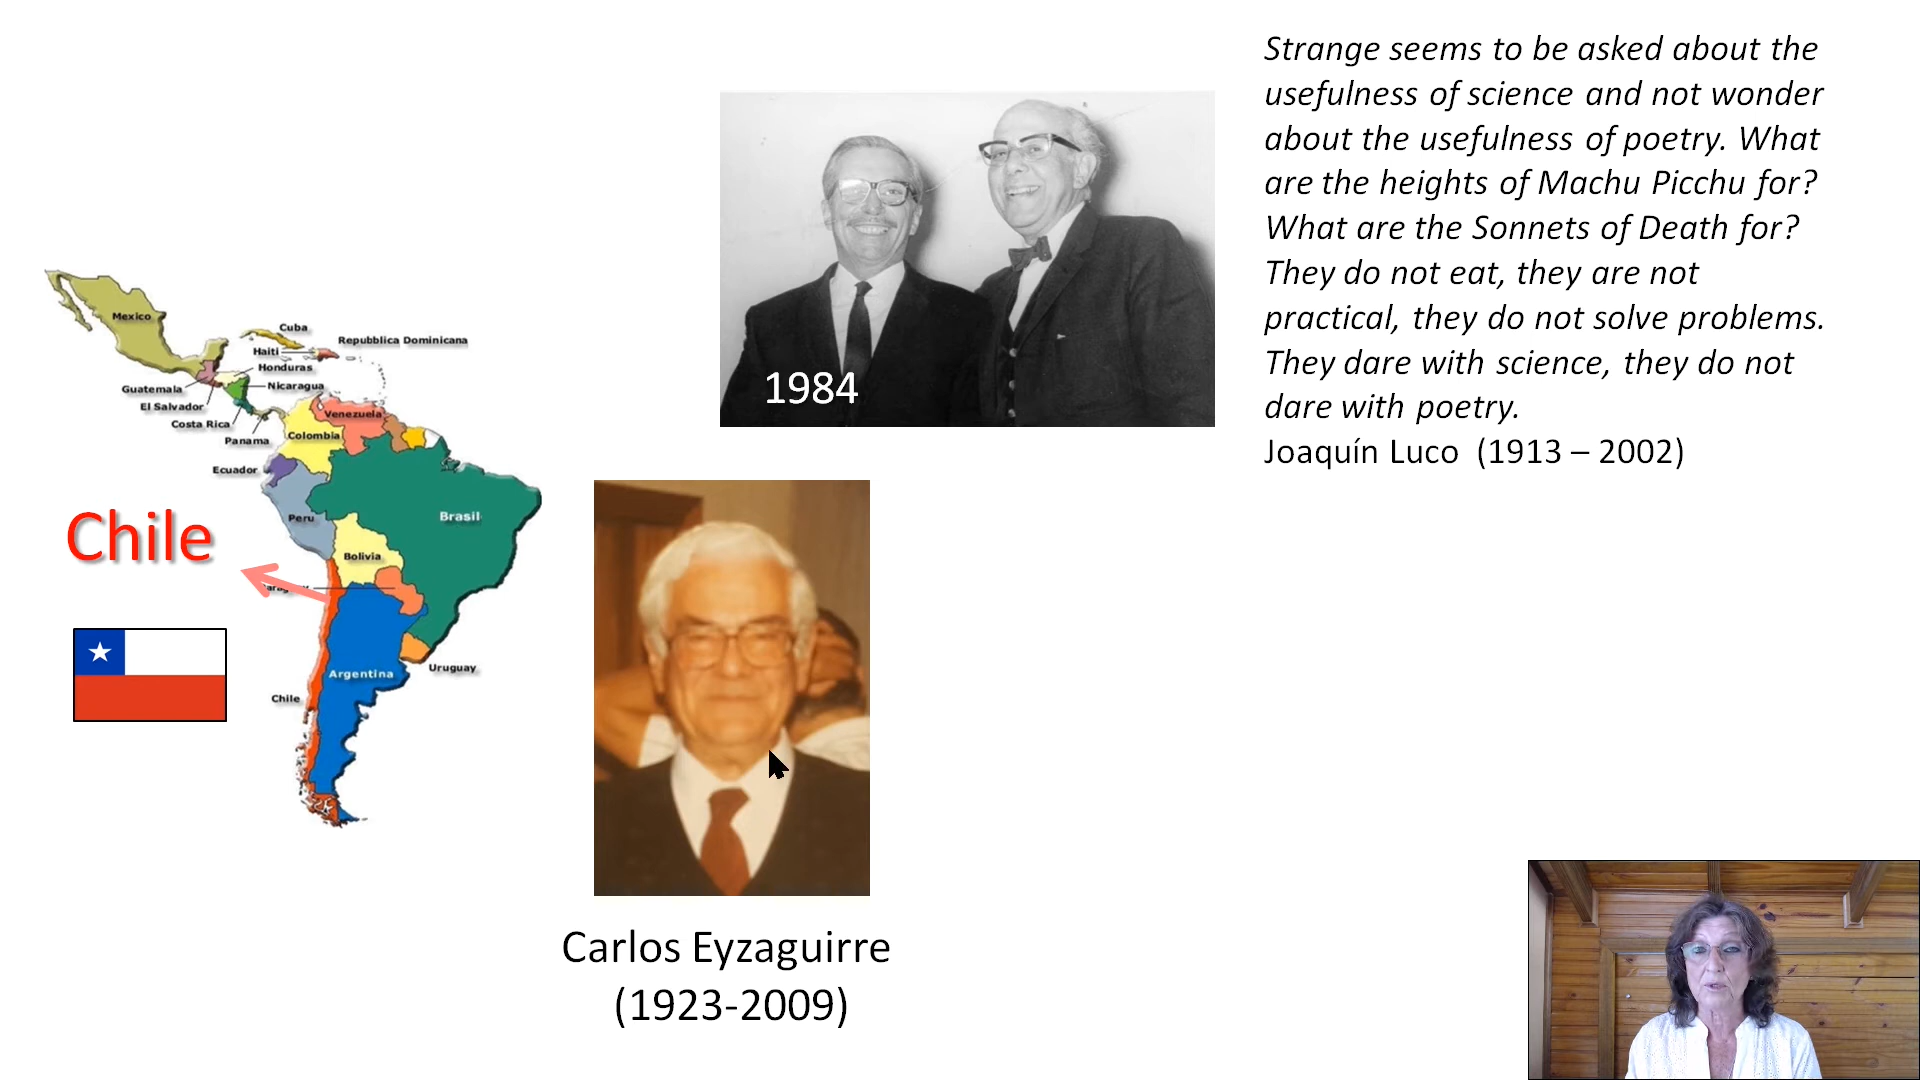 Strange seems to be asked about the
usefulness of science and not wonder
about the usefulness of poetry. What
are the heights of Machu Picchu for?
What are the Sonnets of Death for?
They do not eat, they are not
practical, they do not solve problems.
They dare with science, they do not
dare with poetry.
Joaquín Luco (1913 – 2002)
1984
Mexico
Cuba
Repubblica Dominicana
Haiti
Honduras
Guatemala
Nicaragua
El Salvador
Costa Rica
Venezuela
Panama
Colombia
Ecuador
Peru
Brasil
Chile
Bolivia
Uruguay
Argentina
Chile
Carlos Eyzaguirre
(1923-2009)